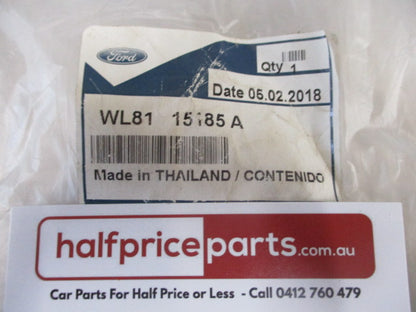 Ford
Qty 1
Date 06.02.2018
WL81 15185 A
Made in THAILAND / CONTENIDO
halfpriceparts.com.au
Car Parts For Half Price or Less - Call 0412 760 479